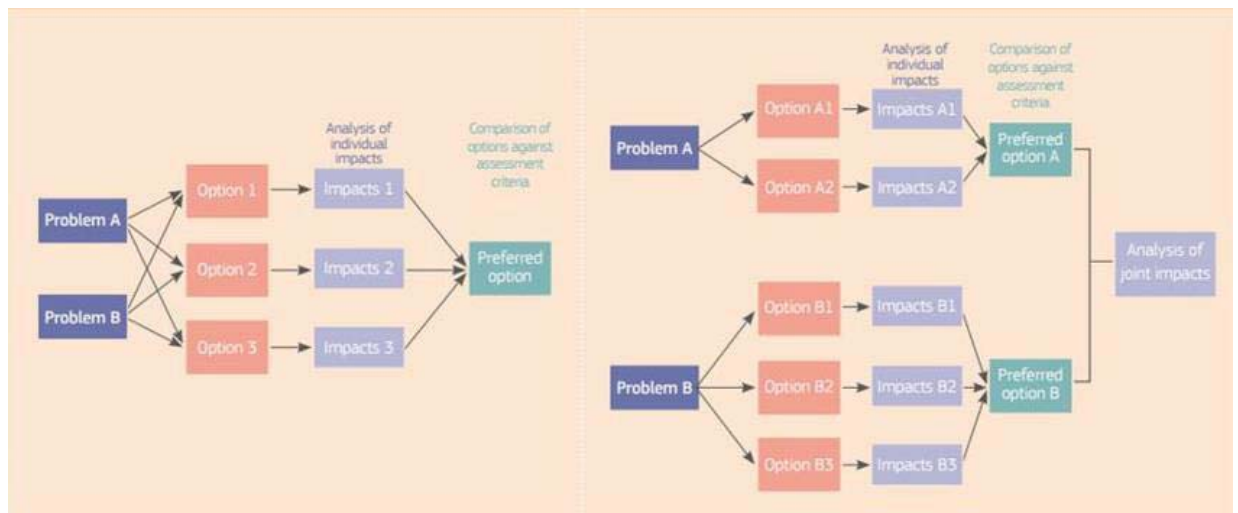 Analysis of
individual
impacts
Comparison of
options against
assessment
criteria
Problem A
Problem B
Option 1
Impacts 1
Option 2
Impacts 2
Option 3
Impacts 3
Preferred
option
Analysis of
individual
impacts
Comparison of
options against
assessment
criteria
Problem A
Option A1
Impacts A1
Option A2
Impacts A2
Preferred
option A
Problem B
Option B1
Impacts B1
Option B2
Impacts B2
Option B3
Impacts B3
Preferred
option B
Analysis of
joint impacts